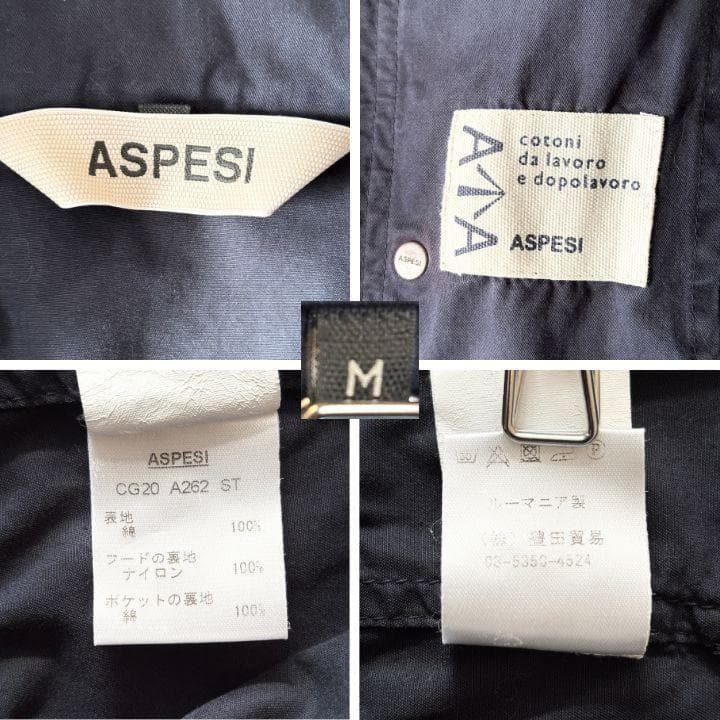 ASPESI
cotoni
da lavoro
e dopolavoro
ASPESI
ASPESI
M
ASPESI
CG20 A262 ST
表地
綿 100%
フードの裏地
ナイロン 100%
ポケットの裏地
綿 100%
ルーマニア製
(株) 豊田貿易
03-5350-4524